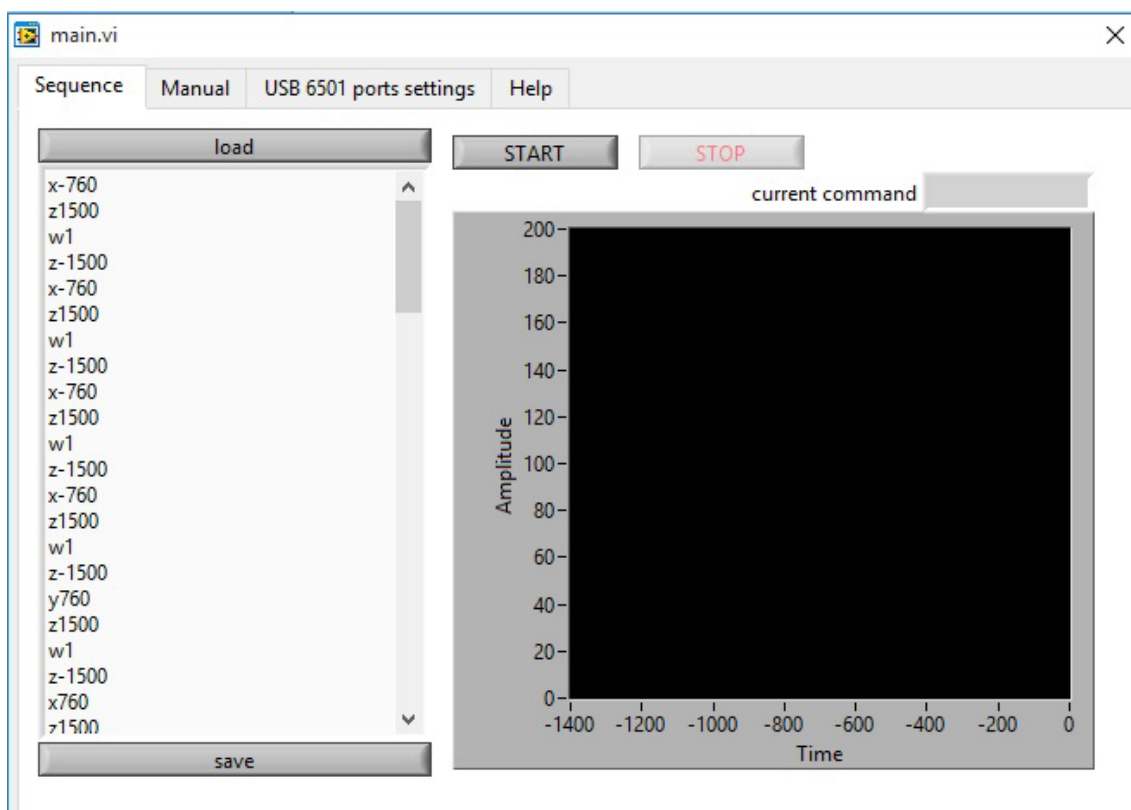 main.vi
Sequence Manual USB 6501 ports settings Help
load
x-760
z1500
w1
z-1500
x-760
z1500
w1
z-1500
x-760
z1500
w1
z-1500
x-760
z1500
w1
z-1500
y760
z1500
w1
z-1500
x760
z1500
save
START STOP
current command
Amplitude
200
180
160
140
120
100
80
60
40
20
0
-1400 -1200 -1000 -800 -600 -400 -200 0
Time